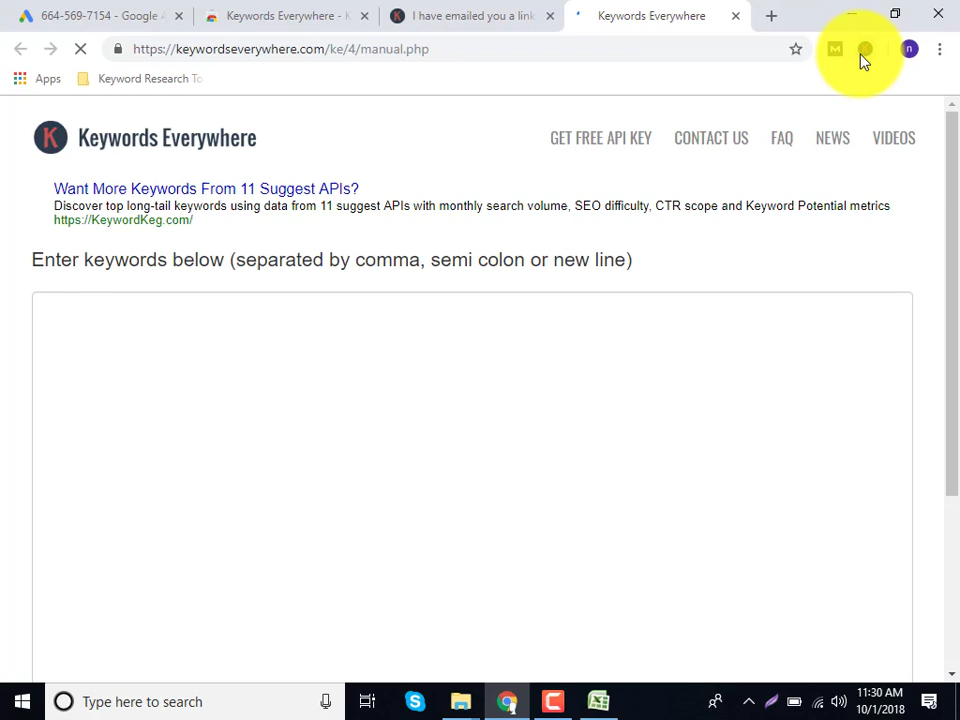 664-569-7154 - Google A
Keywords Everywhere - K
I have emailed you a link
Keywords Everywhere
https://keywordseverywhere.com/ke/4/manual.php
M
n
Apps
Keyword Research To
K Keywords Everywhere
GET FREE API KEY
CONTACT US
FAQ
NEWS
VIDEOS
Want More Keywords From 11 Suggest APIs?
Discover top long-tail keywords using data from 11 suggest APIs with monthly search volume, SEO difficulty, CTR scope and Keyword Potential metrics
https://KeywordKeg.com/
Enter keywords below (separated by comma, semi colon or new line)
Type here to search
11:30 AM
10/1/2018